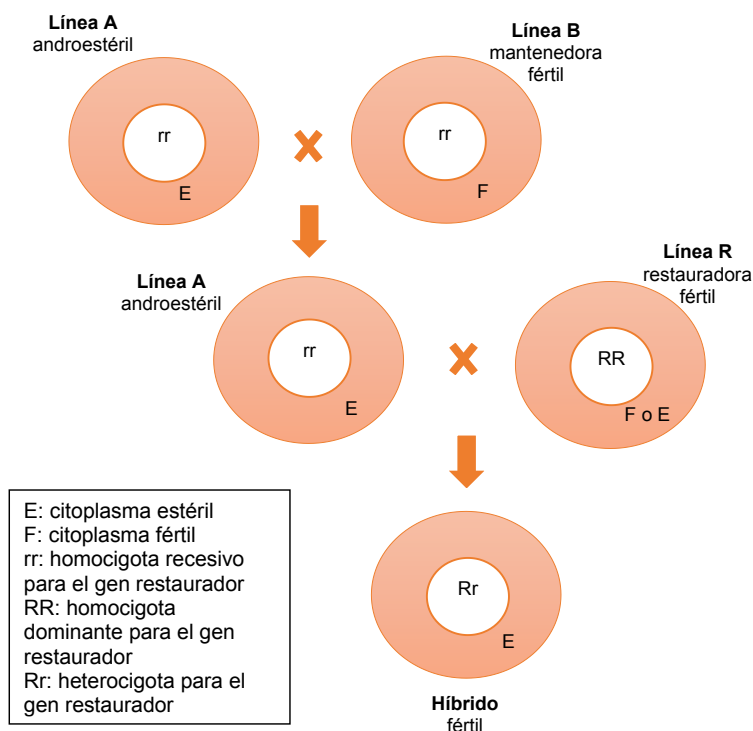 Línea A
androestéril
Línea B
mantenedora
fértil
rr
E
rr
F
Línea A
androestéril
Línea R
restauradora
fértil
rr
E
RR
F o E
E: citoplasma estéril
F: citoplasma fértil
rr: homocigota recesivo
para el gen restaurador
RR: homocigota
dominante para el gen
restaurador
Rr: heterocigota para el
gen restaurador
Rr
E
Híbrido
fértil